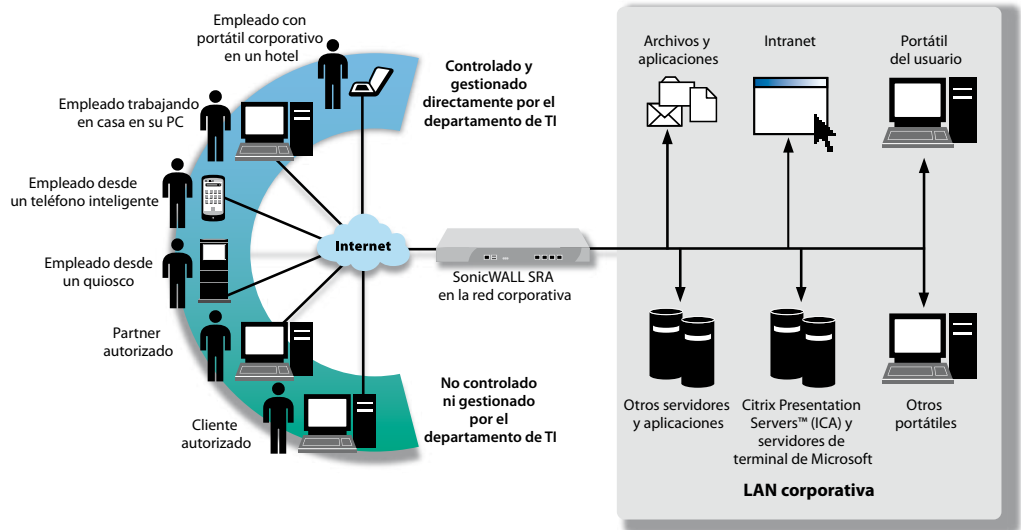 Empleado con
portátil corporativo
en un hotel
Controlado y
gestionado
directamente por el
departamento de TI
Empleado trabajando
en casa en su PC
Empleado desde
un teléfono inteligente
Empleado desde
un quiosco
Partner
autorizado
Cliente
autorizado
No controlado
ni gestionado
por el
departamento de TI
Internet
SonicWALL SRA
en la red corporativa
Archivos y
aplicaciones
Intranet
Portátil
del usuario
Otros servidores
y aplicaciones
Citrix Presentation
Servers™ (ICA) y
servidores de
terminal de Microsoft
Otros
portátiles
LAN corporativa